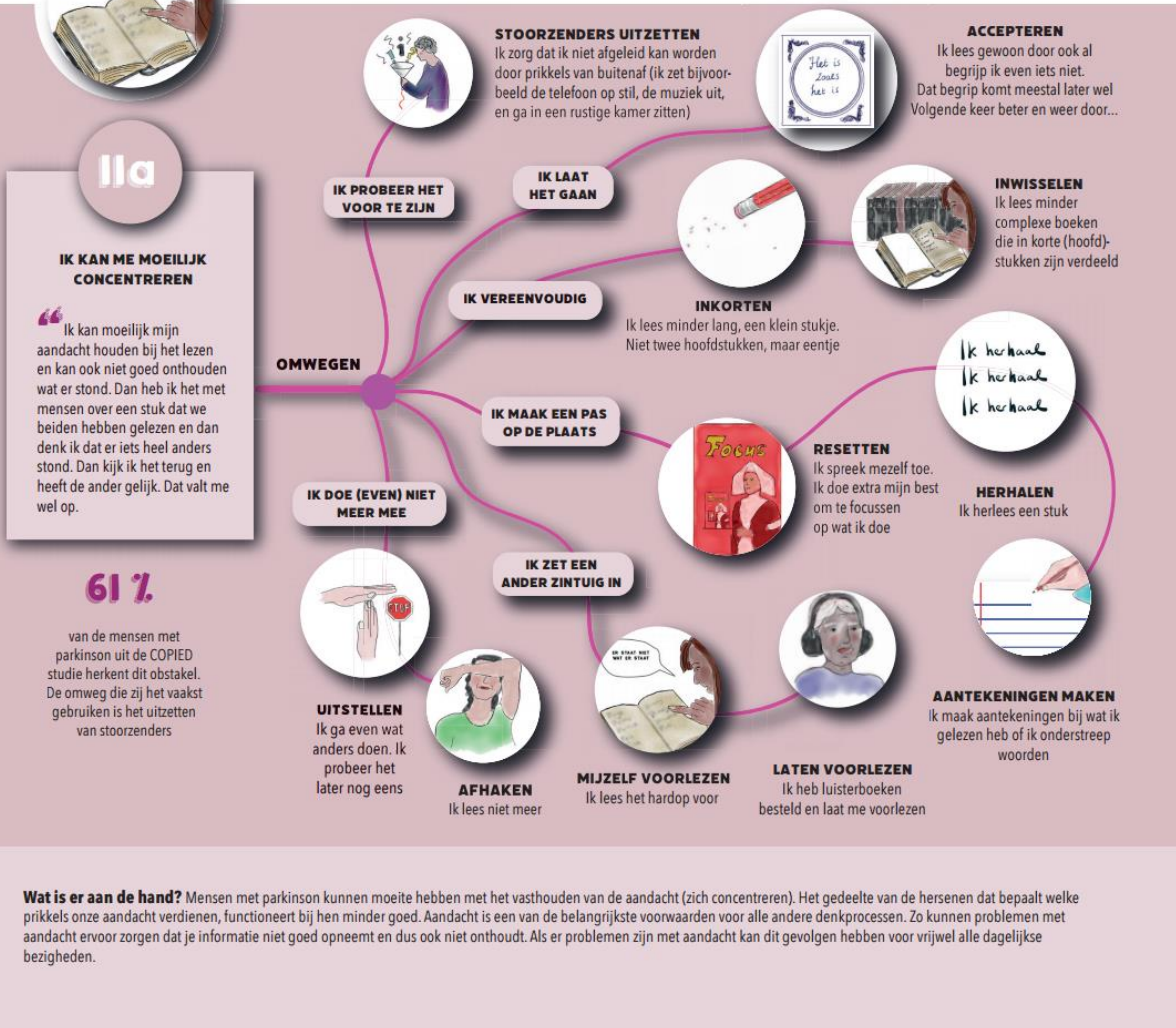 STOORZENDERS UITZETTEN
Ik zorg dat ik niet afgeleid kan worden
door prikkels van buitenaf (ik zet bijvoor-
beeld de telefoon op stil, de muziek uit,
en ga in een rustige kamer zitten)
Het is
zoals
het is
ACCEPTEREN
Ik lees gewoon door ook al
begrijp ik even iets niet.
Dat begrip komt meestal later wel
Volgende keer beter en weer door...
11a
IK KAN ME MOEILIJK
CONCENTREREN
“Ik kan moeilijk mijn
aandacht houden bij het lezen
en kan ook niet goed onthouden
wat er stond. Dan heb ik het met
mensen over een stuk dat we
beiden hebben gelezen en dan
denk ik dat er iets heel anders
stond. Dan kijk ik het terug en
heeft de ander gelijk. Dat valt me
wel op.
61 %
van de mensen met
parkinson uit de COPIED
studie herkent dit obstakel.
De omweg die zij het vaakst
gebruiken is het uitzetten
van stoorzenders
OMWEGEN
IK PROBEER HET
VOOR TE ZIJN
IK LAAT
HET GAAN
IK VEREENVOUDIG
INKORTEN
Ik lees minder lang, een klein stukje.
Niet twee hoofdstukken, maar eentje
INWISSELEN
Ik lees minder
complexe boeken
die in korte (hoofd)-
stukken zijn verdeeld
IK MAAK EEN PAS
OP DE PLAATS
Focus
RESETTEN
Ik spreek mezelf toe.
Ik doe extra mijn best
om te focussen
op wat ik doe
Ik herhaal
Ik herhaal
Ik herhaal
HERHALEN
Ik herlees een stuk
AANTEKENINGEN MAKEN
Ik maak aantekeningen bij wat ik
gelezen heb of ik onderstreep
woorden
IK DOE (EVEN) NIET
MEER MEE
STOP
UITSTELLEN
Ik ga even wat
anders doen. Ik
probeer het
later nog eens
AFHAKEN
Ik lees niet meer
IK ZET EEN
ANDER ZINTUIG IN
ER STAAT NIET
WAT ER STAAT
MIJZELF VOORLEZEN
Ik lees het hardop voor
LATEN VOORLEZEN
Ik heb luisterboeken
besteld en laat me voorlezen
Wat is er aan de hand? Mensen met parkinson kunnen moeite hebben met het vasthouden van de aandacht (zich concentreren). Het gedeelte van de hersenen dat bepaalt welke
prikkels onze aandacht verdienen, functioneert bij hen minder goed. Aandacht is een van de belangrijkste voorwaarden voor alle andere denkprocessen. Zo kunnen problemen met
aandacht ervoor zorgen dat je informatie niet goed opneemt en dus ook niet onthoudt. Als er problemen zijn met aandacht kan dit gevolgen hebben voor vrijwel alle dagelijkse
bezigheden.